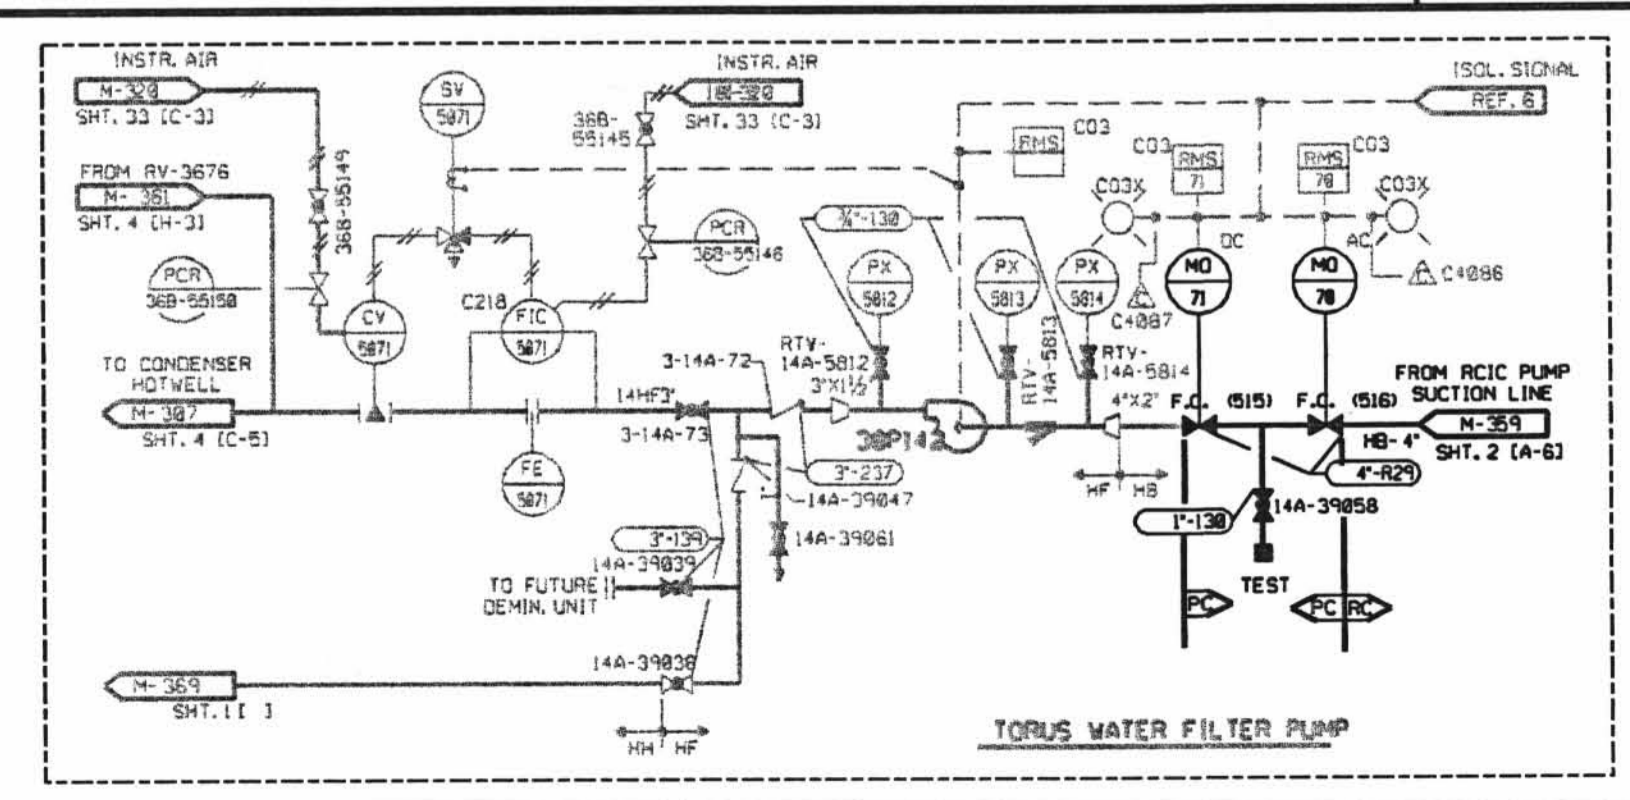 INSTR. AIR
M-320
SHT. 33 [C-3]
FROM RV-3676
M-361
SHT. 4 [H-3]
36B-55149
PCR
36B-55150
SV
5071
INSTR. AIR
SHT. 33 [C-3]
36B-
55145
PCR
36B-55146
CV
5071
C218
FIC
5071
TO CONDENSER
HOTWELL
M-307
SHT. 4 [C-5]
FE
5071
14HF3"
3-14A-73
3-14A-72
RTV-
14A-5812
3"X1½
¾"-130
PX
5812
PX
5813
PX
5814
RTV-
14A-5813
RTV-
14A-5814
4"X2"
38P142
HF
HB
ISOL. SIGNAL
REF. 6
RMS
C03
C03
RMS
71
RMS
70
C03
C03X
C03X
DC
AC
MO
71
MO
70
C
C4087
C
C4086
FROM RCIC PUMP
SUCTION LINE
M-359
SHT. 2 [A-6]
F.C. (515)
F.C. (516)
HB-4"
4"-R29
1"-130
14A-39058
TEST
PC
PC
RC
3"-237
14A-39047
1"
14A-39061
3"-139
14A-39039
TO FUTURE
DEMIN. UNIT
14A-39038
M-369
SHT. 1 [ ]
HH
HF
TORUS WATER FILTER PUMP